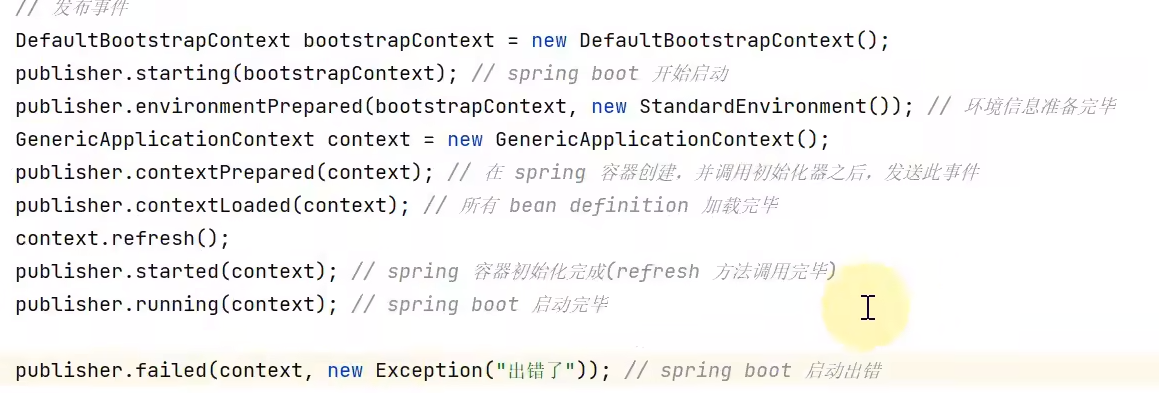 // 发布事件
DefaultBootstrapContext bootstrapContext = new DefaultBootstrapContext();
publisher.starting(bootstrapContext); // spring boot 开始启动
publisher.environmentPrepared(bootstrapContext, new StandardEnvironment()); // 环境信息准备完毕
GenericApplicationContext context = new GenericApplicationContext();
publisher.contextPrepared(context); // 在 spring 容器创建，并调用初始化器之后，发送此事件
publisher.contextLoaded(context); // 所有 bean definition 加载完毕
context.refresh();
publisher.started(context); // spring 容器初始化完成(refresh 方法调用完毕)
publisher.running(context); // spring boot 启动完毕
publisher.failed(context, new Exception("出错了")); // spring boot 启动出错